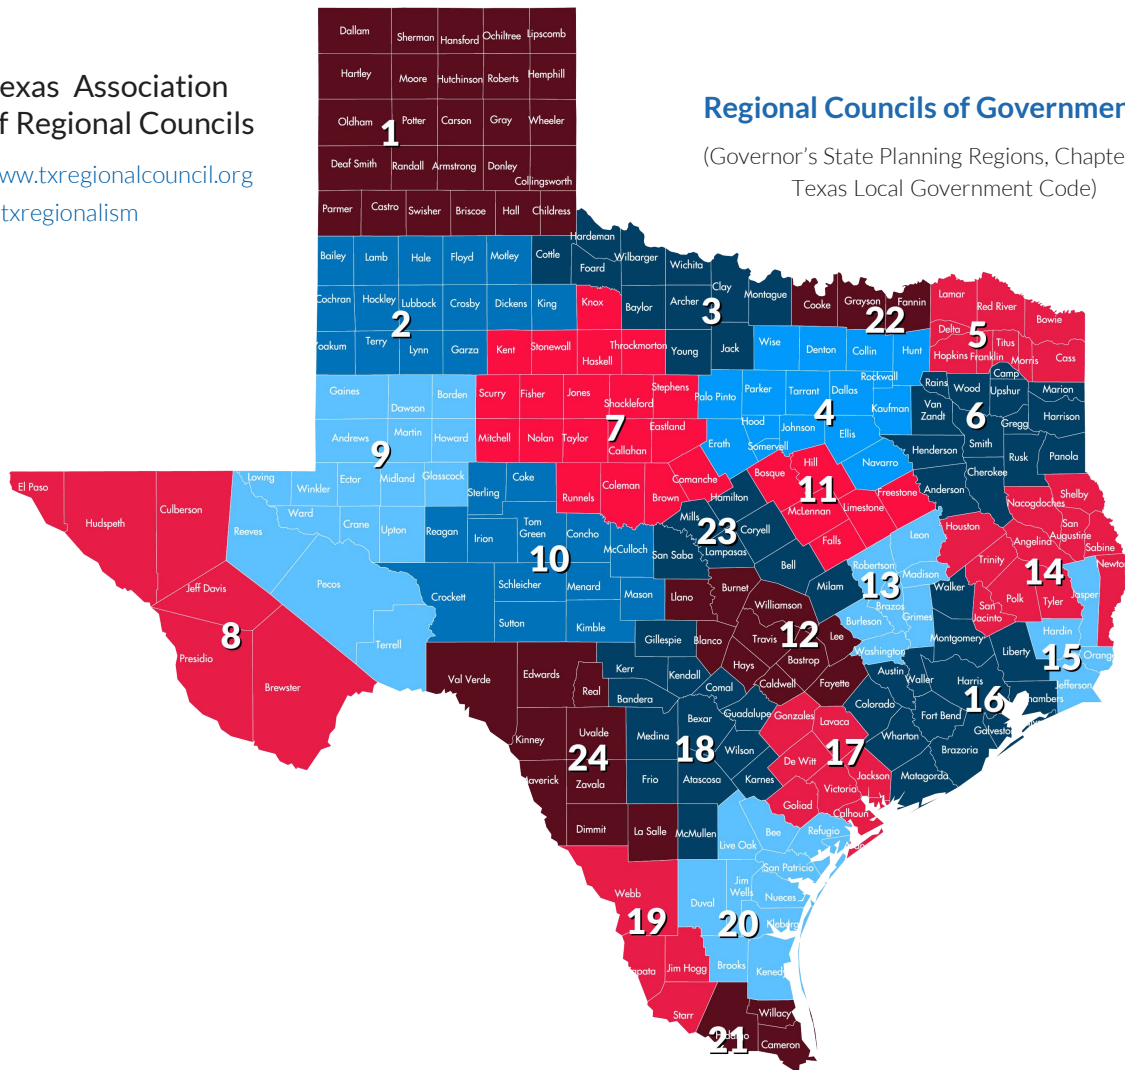 exas Association
f Regional Councils
ww.txregionalcouncil.org
txregionalism
Regional Councils of Governmen
(Governor's State Planning Regions, Chapte
Texas Local Government Code)
Dallam Sherman Hansford Ochiltree Lipscomb
Hartley Moore Hutchinson Roberts Hemphill
Oldham 1 Potter Carson Gray Wheeler
Deaf Smith Randall Armstrong Donley Collingsworth
Parmer Castro Swisher Briscoe Hall Childress
Hardeman
Bailey Lamb Hale Floyd Motley Cottle Foard Wilbarger Wichita
Clay Montague Cooke Grayson Fannin Lamar Red River Bowie
Cochran Hockley Lubbock Crosby Dickens King Knox Baylor Archer 3 22 5
2 Delta Titus
Yoakum Terry Lynn Garza Kent Stonewall Haskell Throckmorton Young Jack Wise Denton Collin Hunt Hopkins Franklin Morris Cass
Gaines Dawson Borden Scurry Fisher Jones Shackleford Stephens Palo Pinto Parker Tarrant Dallas Rockwall Kaufman Rains Wood Camp Upshur Marion
4 Van Zandt 6 Gregg Harrison
Andrews Martin Howard Mitchell Nolan Taylor 7 Callahan Eastland Erath Hood Somervell Johnson Ellis Henderson Smith Rusk Panola
9 Hill Navarro Cherokee
Loving Winkler Ector Midland Glasscock Sterling Coke Runnels Coleman Brown Comanche Hamilton Bosque 11 Freestone Anderson Nacogdoches Shelby
El Paso Hudspeth Culberson Reeves Ward Crane Upton Reagan Irion Tom Green Concho McCulloch Mills 23 Coryell McLennan Limestone Houston Angelina San Augustine Sabine
10 San Saba Lampasas Bell Falls Leon Trinity Newton
Robertson Madison Walker 14
Jeff Davis Pecos Crockett Schleicher Menard Mason Llano Burnet Milam 13 Brazos Grimes Polk Tyler Jasper
Williamson Burleson San Jacinto
8 Terrell Sutton Kimble Gillespie Blanco Travis 12 Lee Washington Montgomery Liberty Hardin 15 Orang
Presidio Brewster Val Verde Edwards Real Kerr Kendall Hays Bastrop Fayette Austin Waller Harris 16 Chambers Jefferson
Bandera Comal Caldwell Colorado Fort Bend Galveston
Kinney Uvalde Medina Bexar Guadalupe Gonzales Lavaca Wharton Brazoria
24 18 Wilson 17
Maverick Zavala Frio Atascosa Karnes De Witt Jackson Matagorda
Victoria
Goliad Calhoun
Dimmit La Salle McMullen Live Oak Bee Refugio
San Patricio
Webb Duval Jim Wells Nueces
19 20 Kleberg
apata Jim Hogg Brooks Kenedy
Starr Willacy
21 Cameron